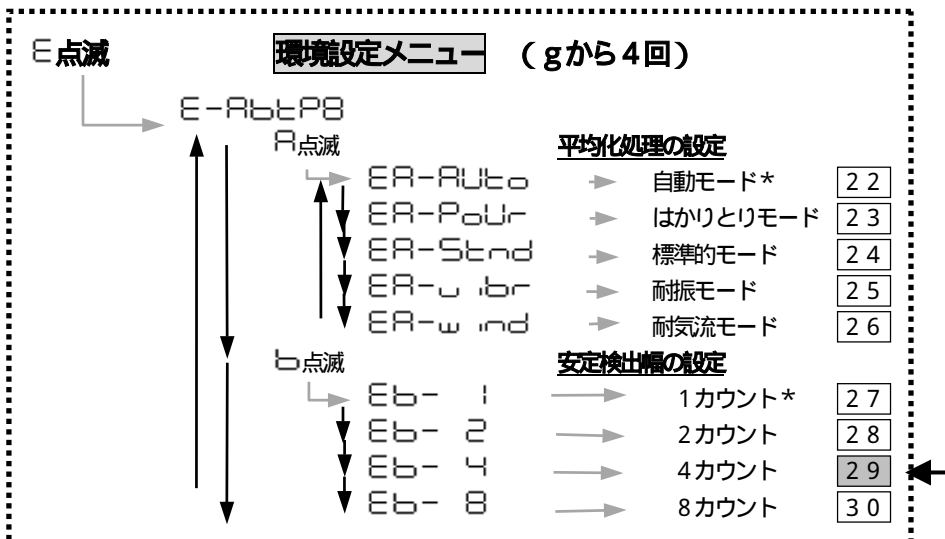 E点滅 環境設定メニュー (gから4回)
E-AbtP8
A点滅 平均化処理の設定
EA-AUto 自動モード* 22
EA-PoUr はかりとりモード 23
EA-Stnd 標準的モード 24
EA-vibr 耐振モード 25
EA-wind 耐気流モード 26
b点滅 安定検出幅の設定
Eb- 1 1カウント* 27
Eb- 2 2カウント 28
Eb- 4 4カウント 29
Eb- 8 8カウント 30